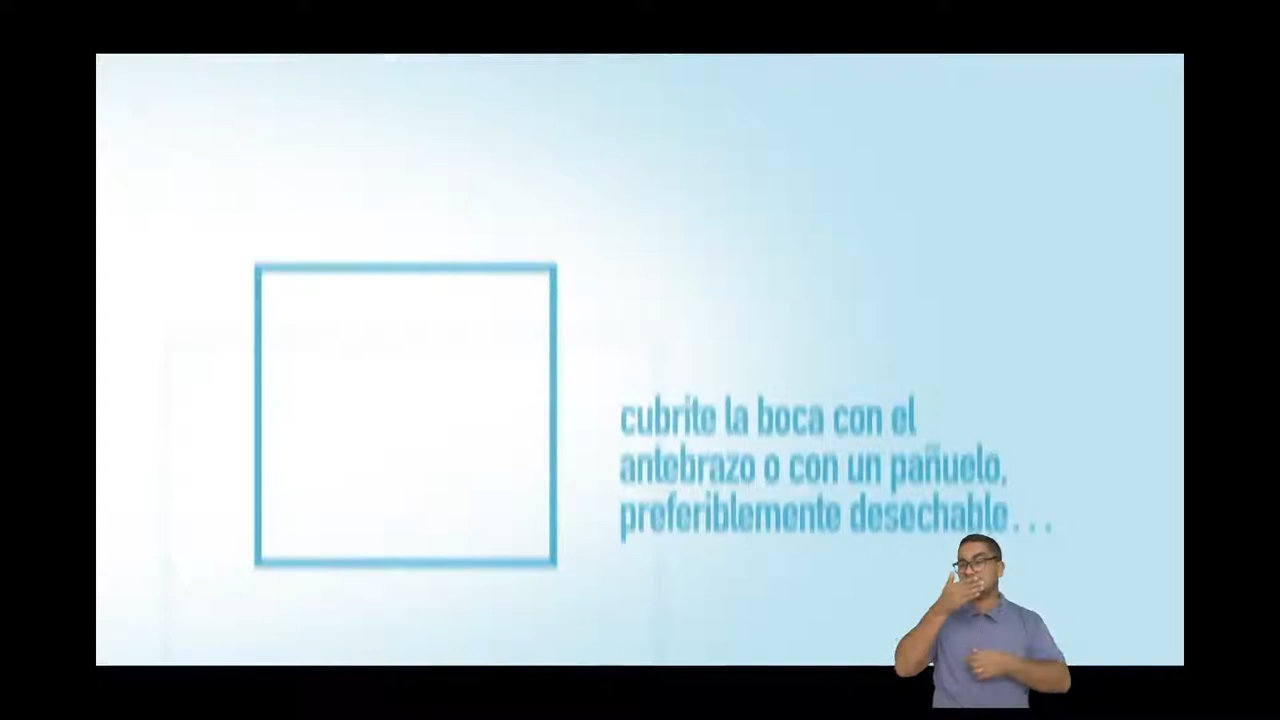 cubrite la boca con el
antebrazo o con un pañuelo,
preferiblemente desechable...